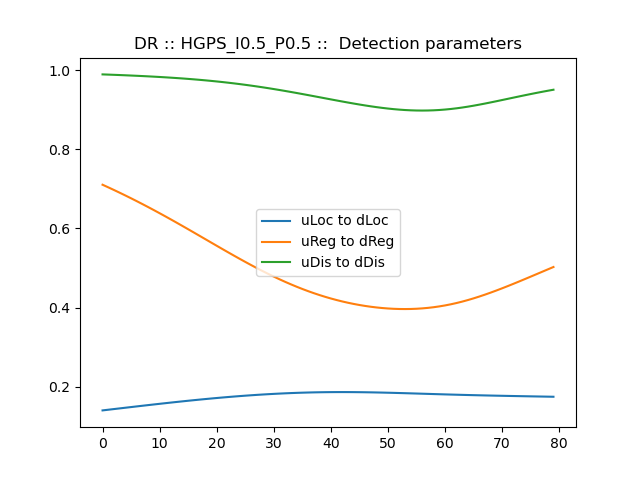 DR :: HGPS_I0.5_P0.5 ::  Detection parameters
1.0
0.8
0.6
0.4
0.2
uLoc to dLoc
uReg to dReg
uDis to dDis
0 10 20 30 40 50 60 70 80